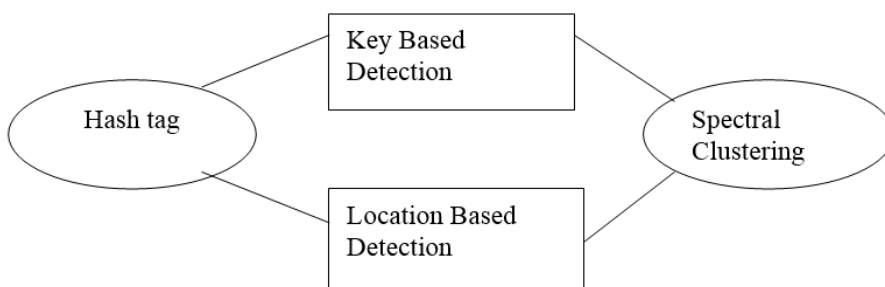 Key Based
Detection
Hash tag
Spectral
Clustering
Location Based
Detection